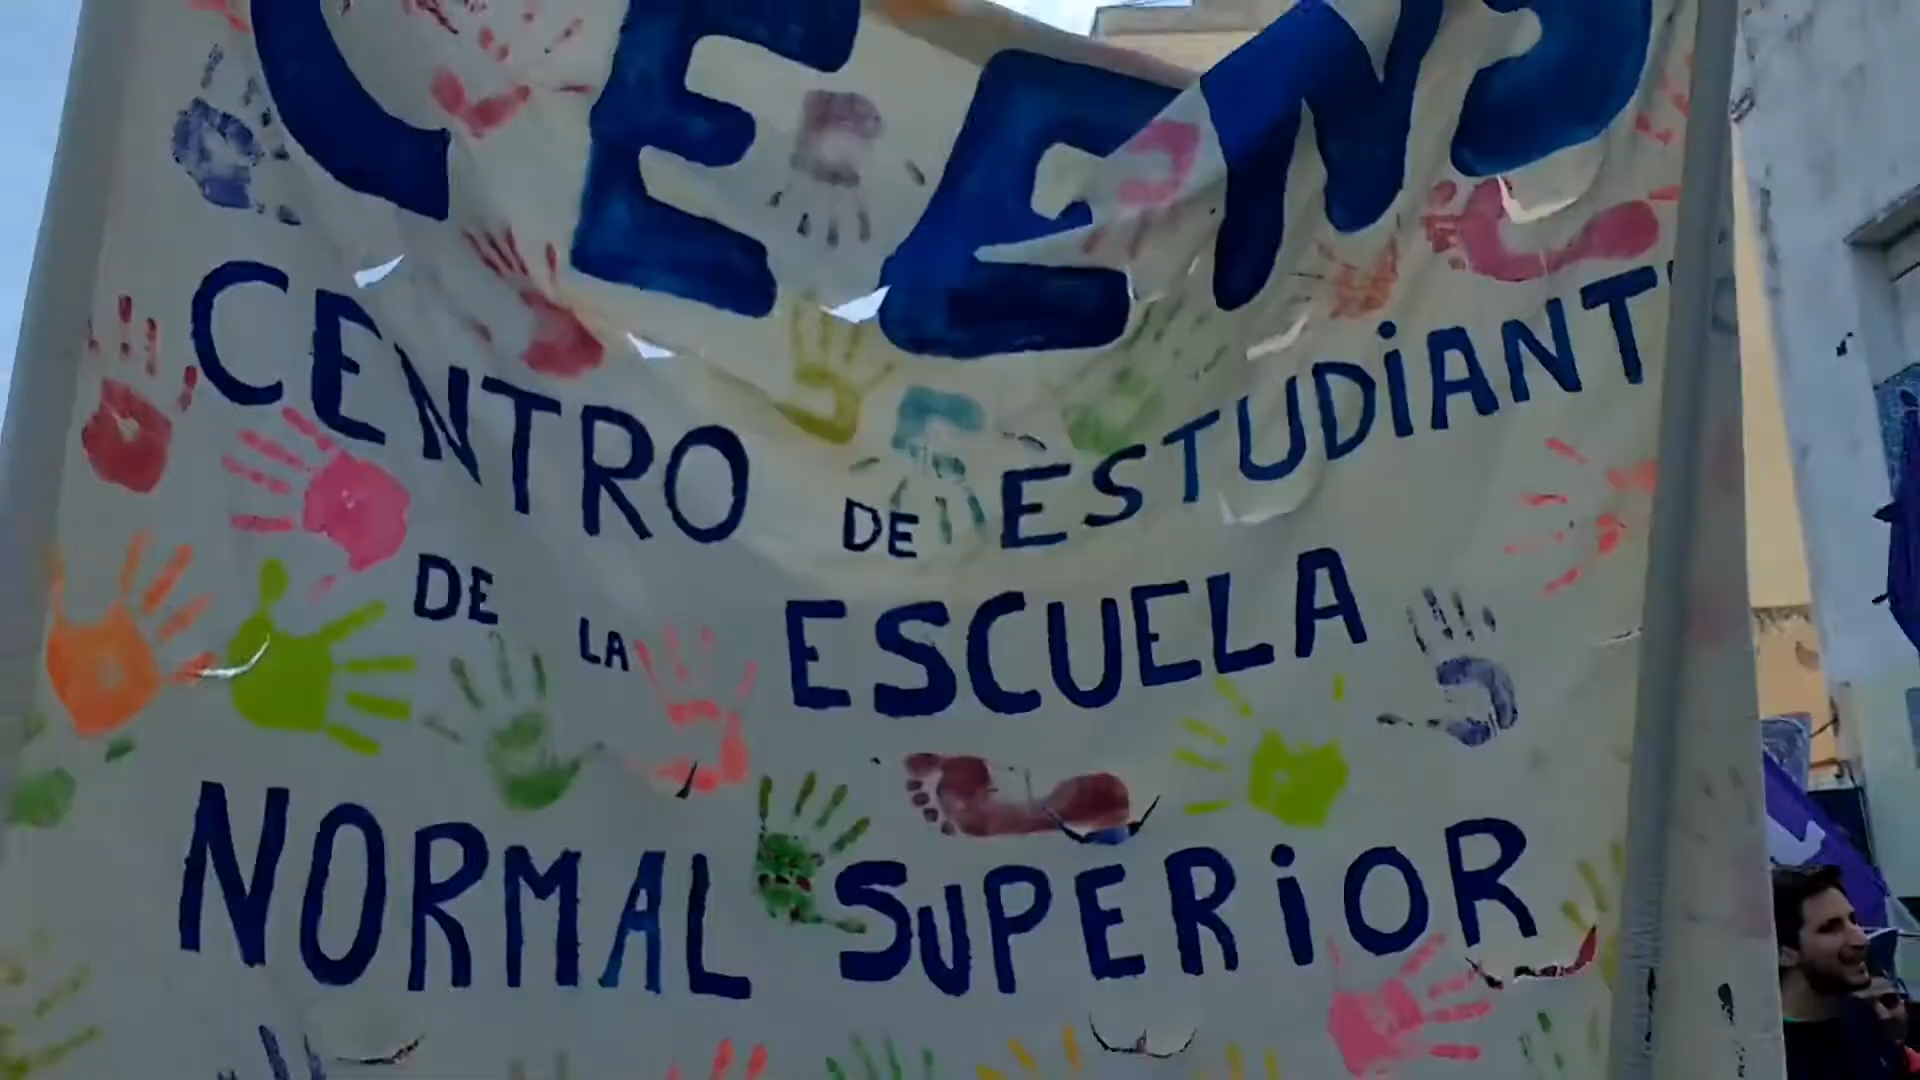 CEENS
CENTRO DE ESTUDIANT
DE LA ESCUELA
NORMAL SUPERIOR